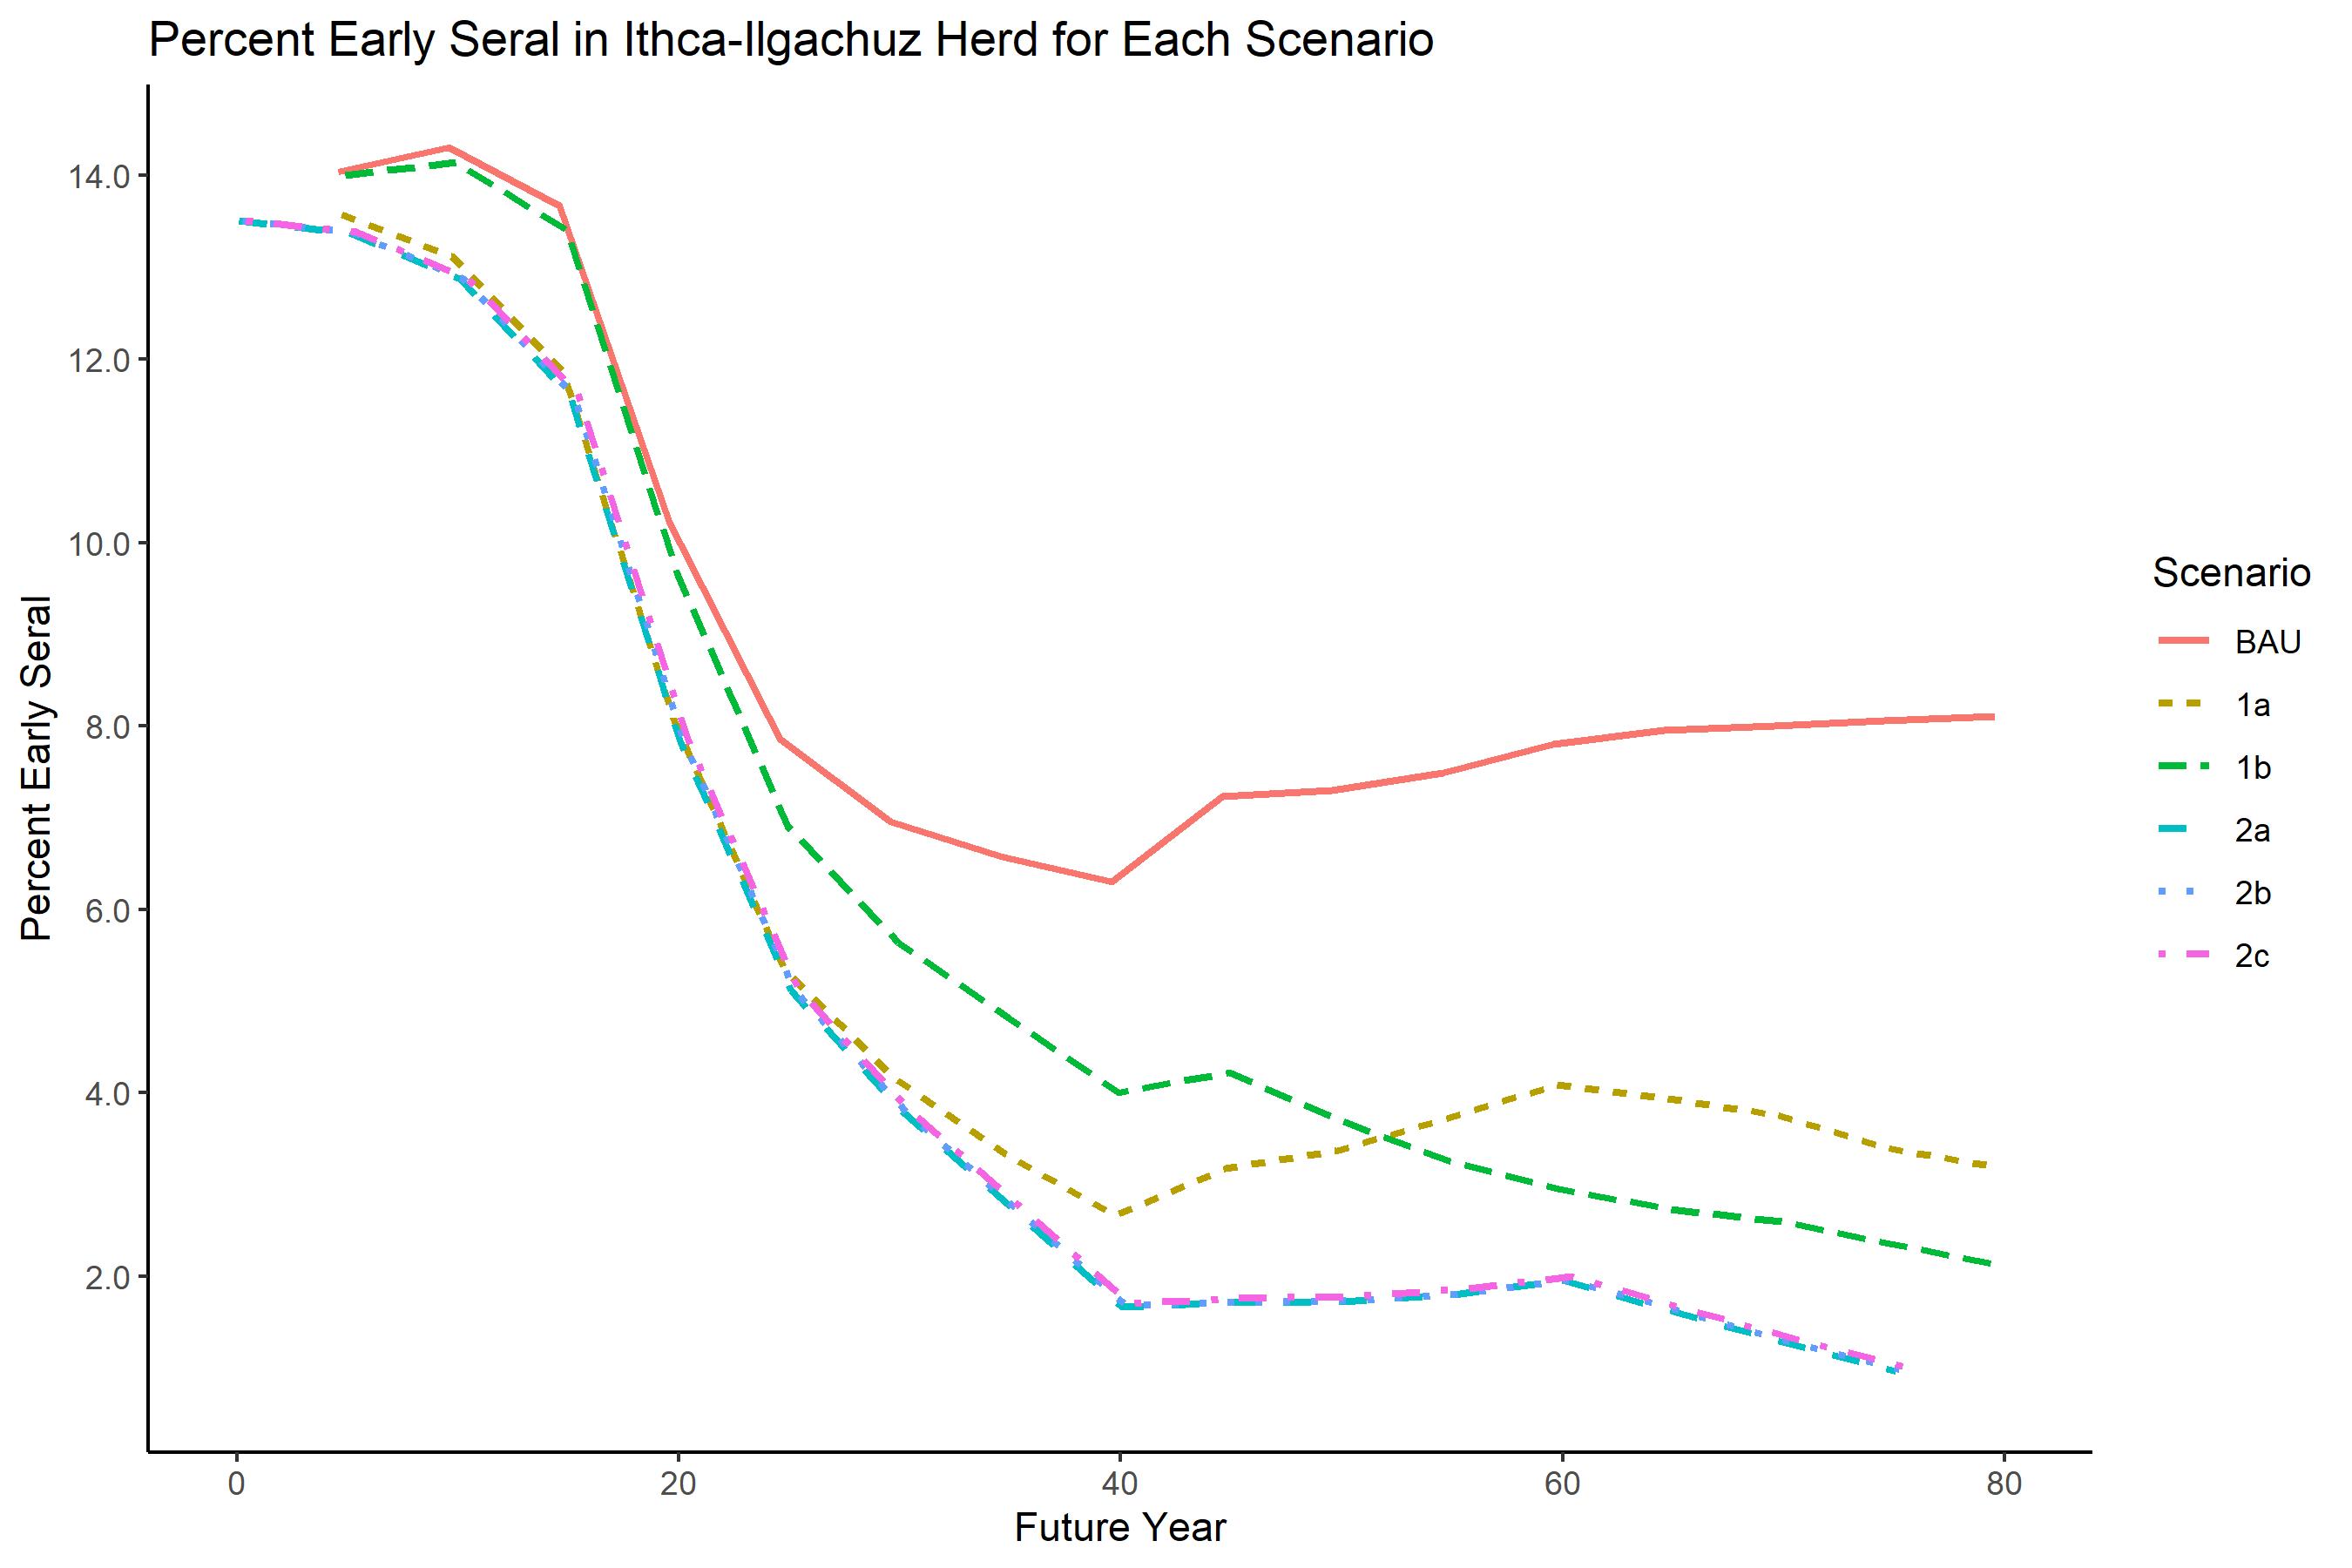 Percent Early Seral in Ithca-Ilgachuz Herd for Each Scenario
Percent Early Seral
14.0
12.0
10.0
8.0
6.0
4.0
2.0
0
20
40
60
80
Future Year
Scenario
BAU
1a
1b
2a
2b
2c